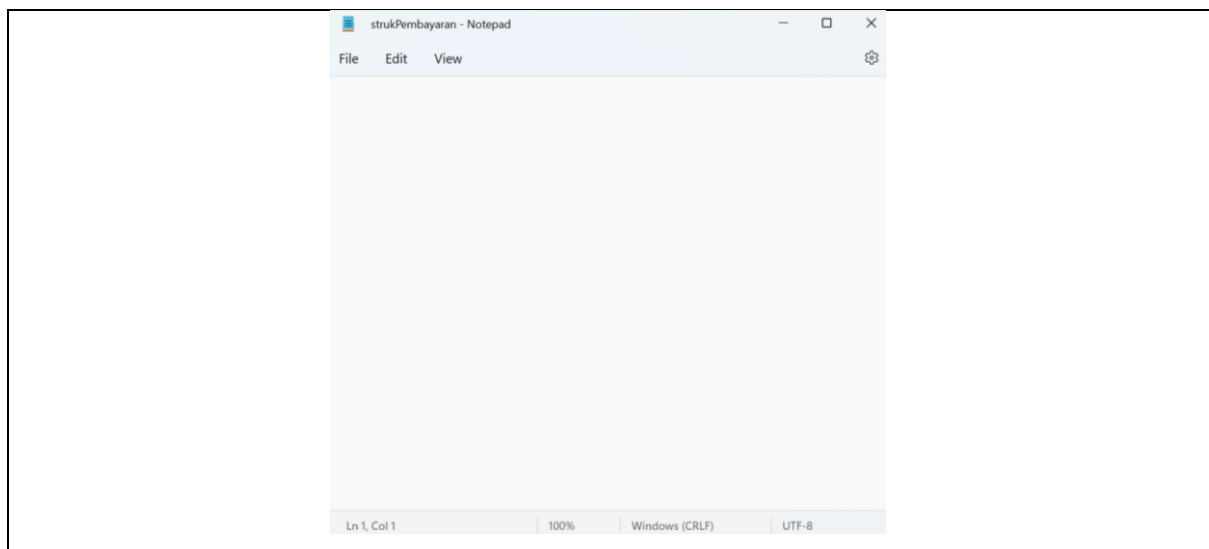 strukPembayaran - Notepad
File Edit View
Ln 1, Col 1 100% Windows (CRLF) UTF-8